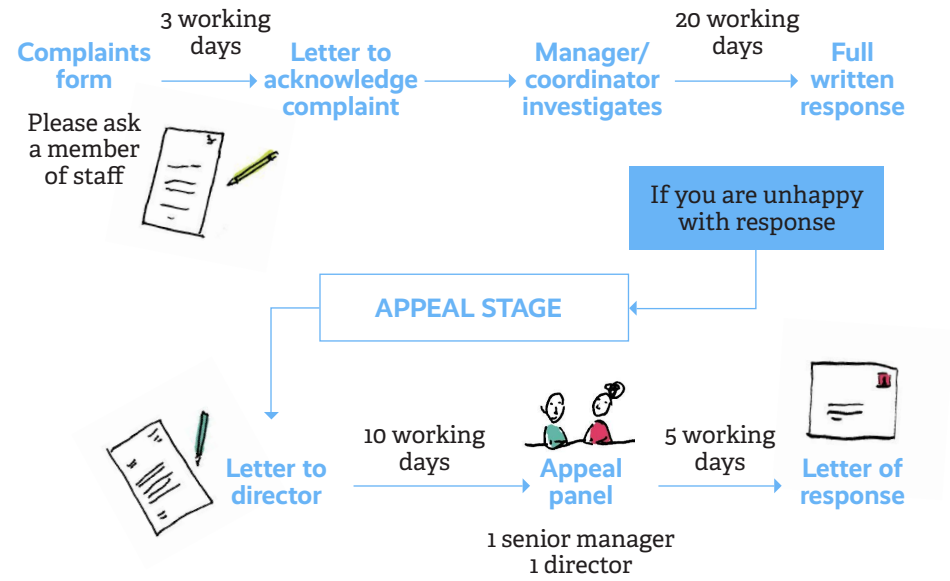 3 working
days
Complaints
form
Letter to
acknowledge
complaint
Manager/
coordinator
investigates
20 working
days
Full
written
response
Please ask
a member
of staff
If you are unhappy
with response
APPEAL STAGE
Letter to
director
10 working
days
Appeal
panel
1 senior manager
1 director
5 working
days
Letter of
response